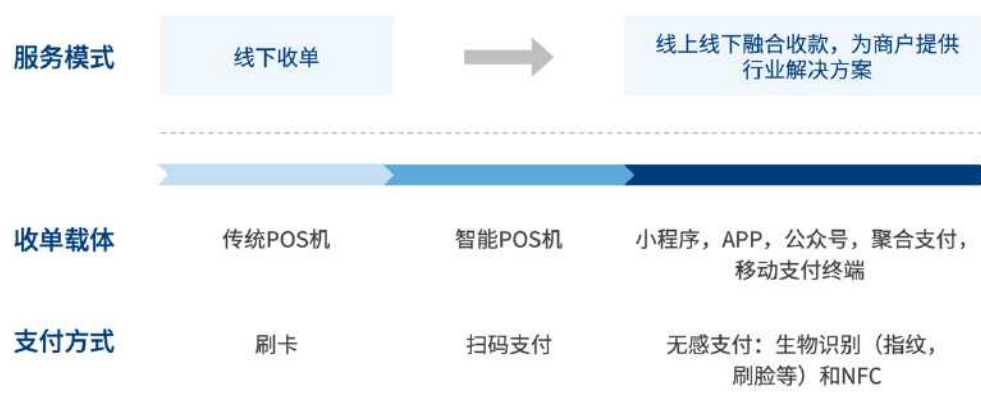 服务模式
线下收单
线上线下融合收款，为商户提供
行业解决方案
收单载体
传统POS机
智能POS机
小程序，APP，公众号，聚合支付，
移动支付终端
支付方式
刷卡
扫码支付
无感支付：生物识别（指纹，
刷脸等）和NFC